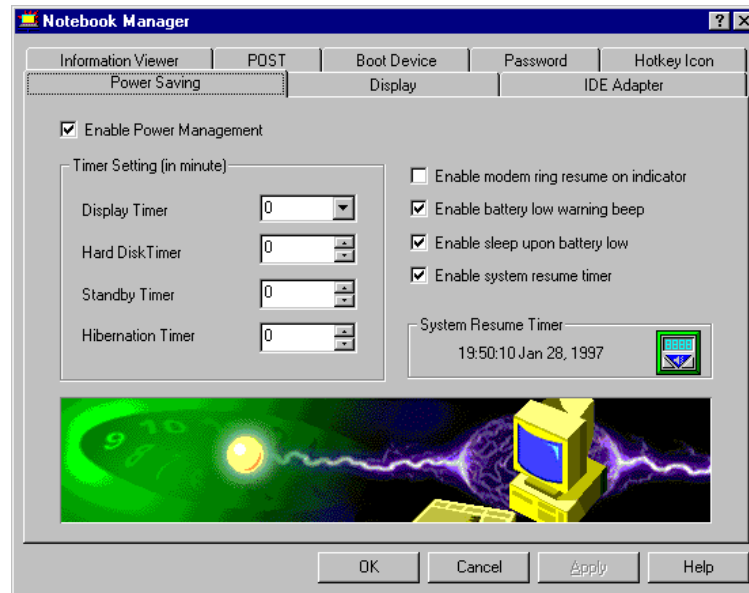 Notebook Manager
Information Viewer POST Boot Device Password Hotkey Icon
Power Saving Display IDE Adapter
Enable Power Management
Timer Setting (in minute)
Display Timer 0
Hard DiskTimer 0
Standby Timer 0
Hibernation Timer 0
Enable modem ring resume on indicator
Enable battery low warning beep
Enable sleep upon battery low
Enable system resume timer
System Resume Timer
19:50:10 Jan 28, 1997
9 10
8
OK Cancel Apply Help